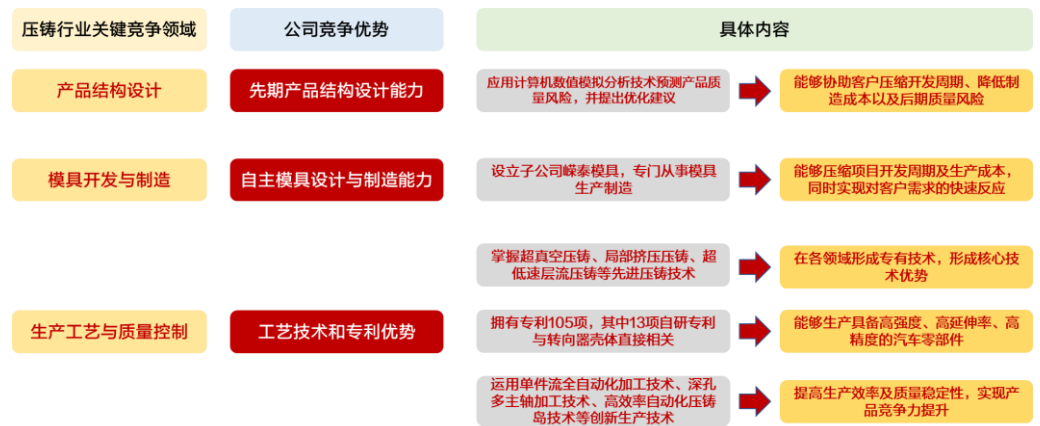 压铸行业关键竞争领域
公司竞争优势
具体内容
产品结构设计
先期产品结构设计能力
应用计算机数值模拟分析技术预测产品质
量风险，并提出优化建议
能够协助客户压缩开发周期、降低制
造成本以及后期质量风险
模具开发与制造
自主模具设计与制造能力
设立子公司嵘泰模具，专门从事模具
生产制造
能够压缩项目开发周期及生产成本，
同时实现对客户需求的快速反应
掌握超真空压铸、局部挤压压铸、超
低速层流压铸等先进压铸技术
在各领域形成专有技术，形成核心技
术优势
生产工艺与质量控制
工艺技术和专利优势
拥有专利105项，其中13项自研专利
与转向器壳体直接相关
能够生产具备高强度、高延伸率、高
精度的汽车零部件
运用单件流全自动化加工技术、深孔
多主轴加工技术、高效率自动化压铸
岛技术等创新生产技术
提高生产效率及质量稳定性，实现产
品竞争力提升